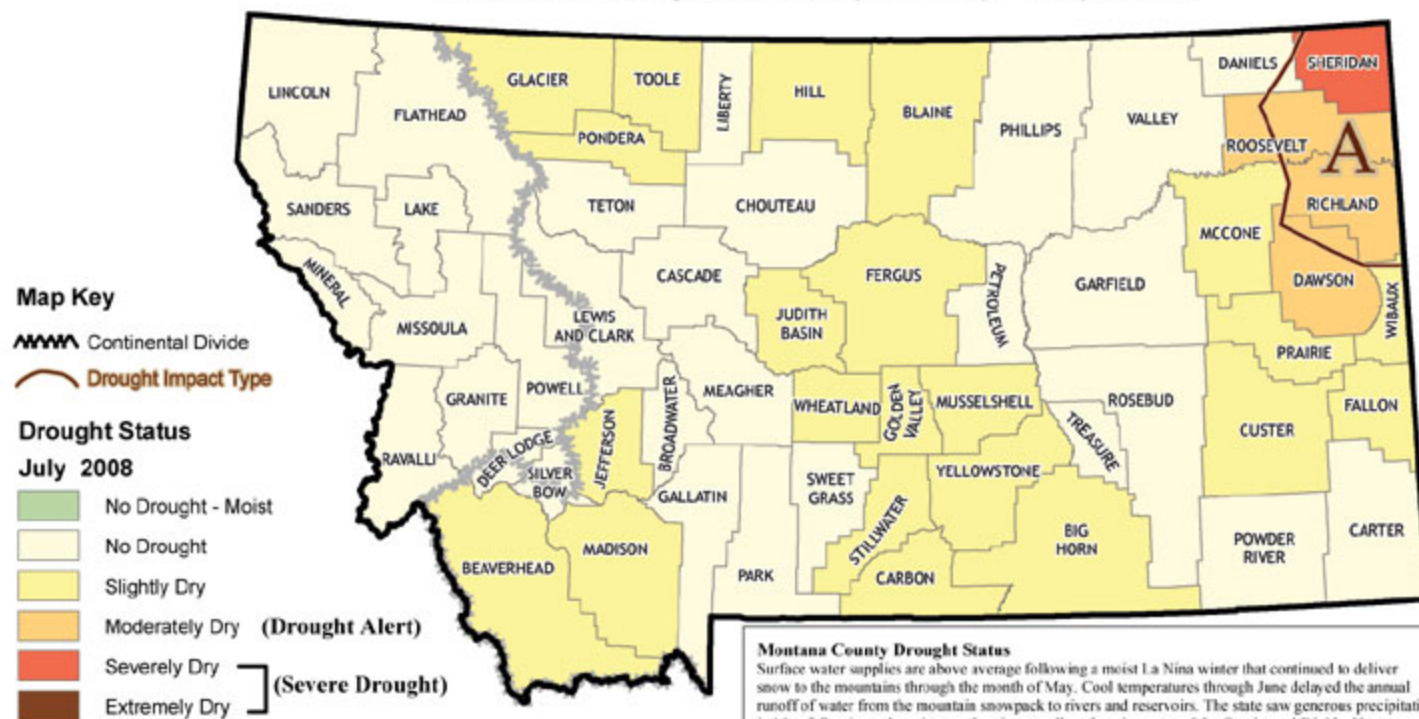 GLACIER
TOOLE
LIBERTY
HILL
BLAINE
PHILLIPS
VALLEY
DANIELS
SHERIDAN
LINCOLN
FLATHEAD
PONDERA
ROOSEVELT
A
SANDERS
LAKE
TETON
CHOUTEAU
RICHLAND
MCCONE
MINERAL
CASCADE
FERGUS
PETROLEUM
GARFIELD
DAWSON
WIBAUX
MISSOULA
LEWIS
AND CLARK
JUDITH
BASIN
PRAIRIE
GRANITE
POWELL
MEAGHER
BROADWATER
WHEATLAND
GOLDEN
VALLEY
MUSSELSHELL
ROSEBUD
TREASURE
CUSTER
FALLON
RAVALLI
DEER LODGE
SILVER
BOW
JEFFERSON
GALLATIN
SWEET
GRASS
STILLWATER
YELLOWSTONE
BIG
HORN
POWDER
RIVER
CARTER
BEAVERHEAD
MADISON
PARK
CARBON
Map Key
Continental Divide
Drought Impact Type
Drought Status
July 2008
No Drought - Moist
No Drought
Slightly Dry
Moderately Dry (Drought Alert)
Severely Dry
(Severe Drought)
Extremely Dry
Montana County Drought Status
Surface water supplies are above average following a moist La Nina winter that continued to deliver
snow to the mountains through the month of May. Cool temperatures through June delayed the annual
runoff of water from the mountain snowpack to rivers and reservoirs. The state saw generous precipitati